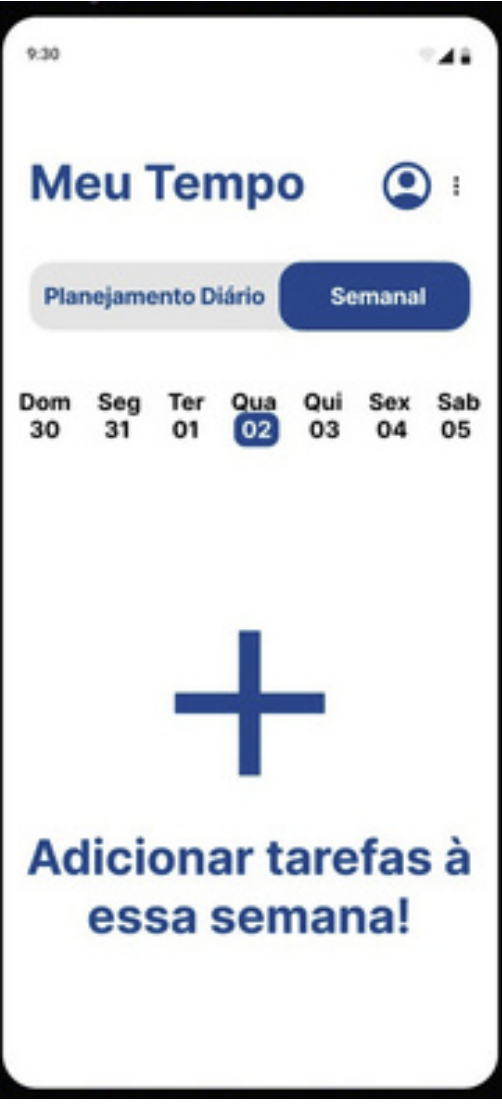 9:30
Meu Tempo
Planejamento Diário Semanal
Dom Seg Ter Qua Qui Sex Sab
30 31 01 02 03 04 05
Adicionar tarefas à
essa semana!